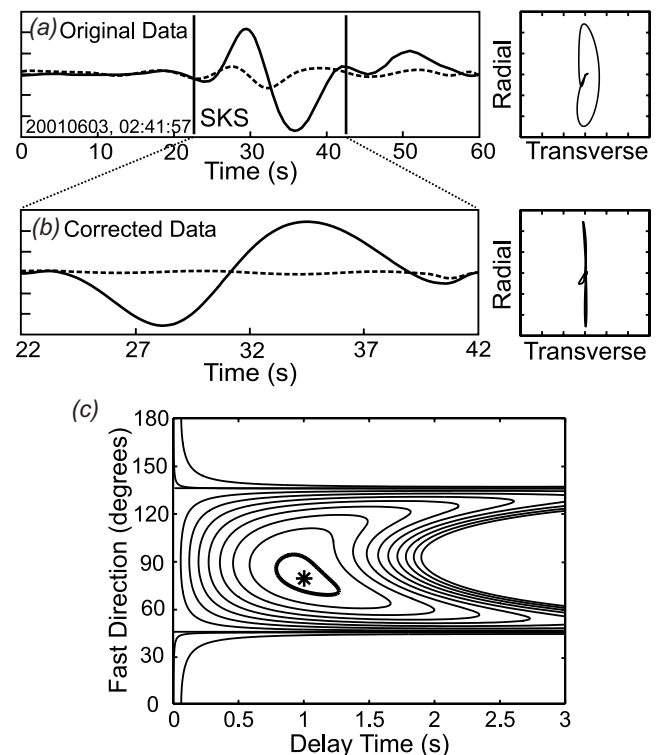 (a) Original Data
SKS
20010603, 02:41:57
0 10 20 30 40 50 60
Time (s)
Radial
Transverse
(b) Corrected Data
22 27 32 37 42
Time (s)
Radial
Transverse
(c)
180
150
120
90
60
30
0
Fast Direction (degrees)
0 0.5 1 1.5 2 2.5 3
Delay Time (s)